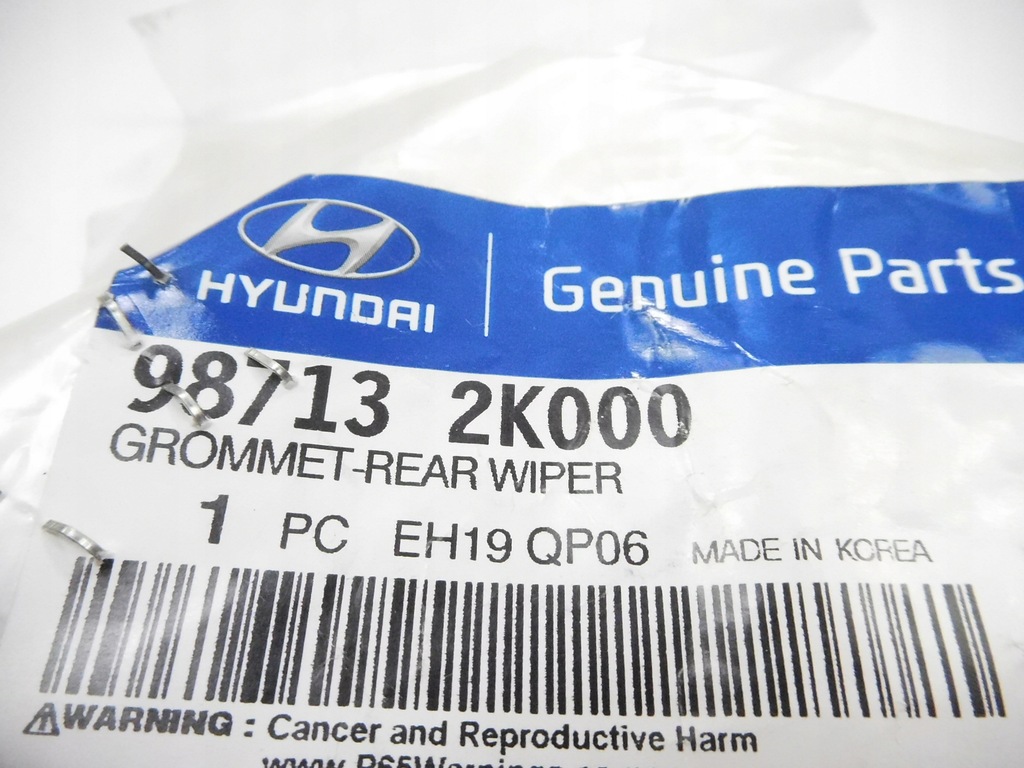 HYUNDAI
Genuine Parts
98713 2K000
GROMMET-REAR WIPER
1 PC EH19 QP06 MADE IN KOREA
WARNING : Cancer and Reproductive Harm